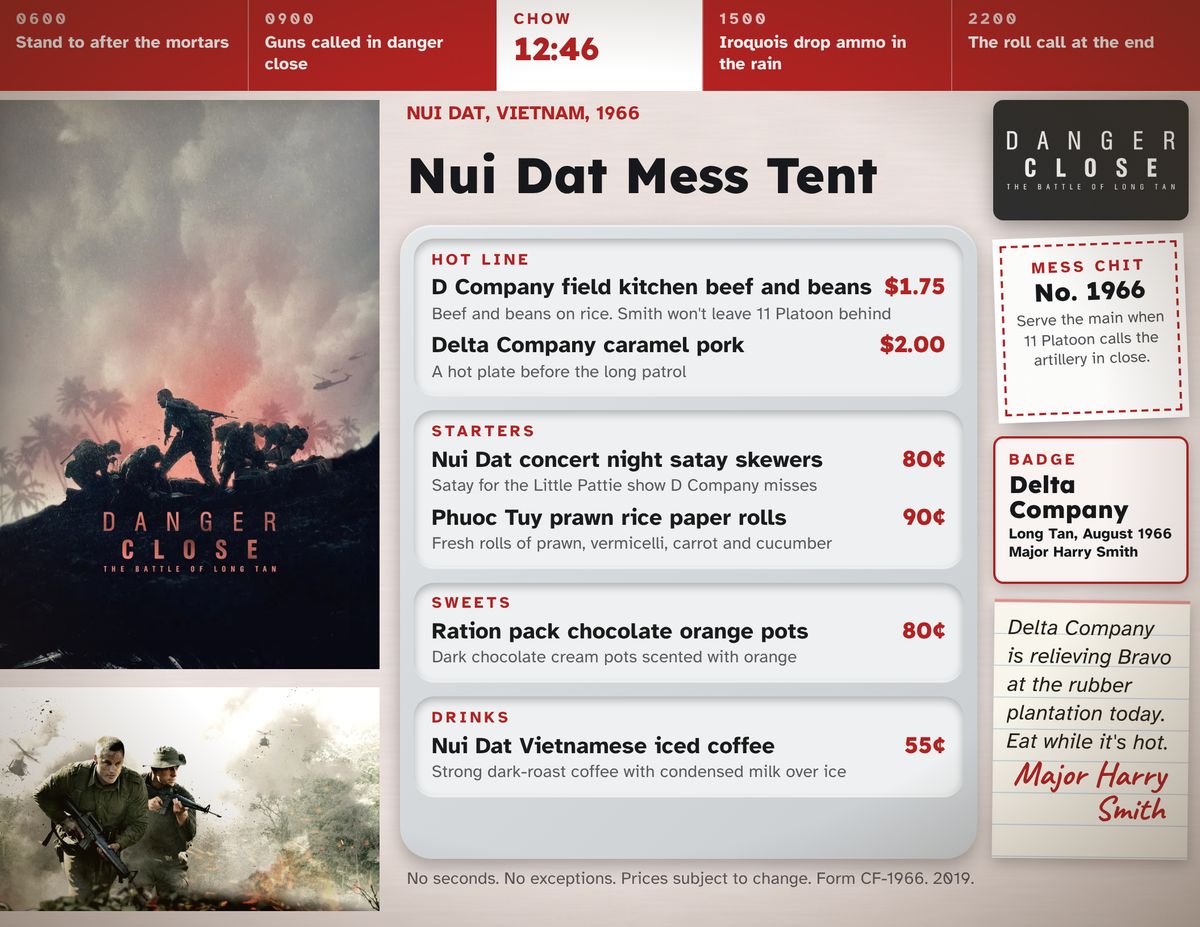 0600
Stand to after the mortars
0900
Guns called in danger
close
CHOW
12:46
1500
Iroquois drop ammo in
the rain
2200
The roll call at the end
DANGER
CLOSE
THE BATTLE OF LONG TAN
NUI DAT, VIETNAM, 1966
Nui Dat Mess Tent
HOT LINE
D Company field kitchen beef and beans $1.75
Beef and beans on rice. Smith won't leave 11 Platoon behind
Delta Company caramel pork $2.00
A hot plate before the long patrol
STARTERS
Nui Dat concert night satay skewers 80¢
Satay for the Little Pattie show D Company misses
Phuoc Tuy prawn rice paper rolls 90¢
Fresh rolls of prawn, vermicelli, carrot and cucumber
SWEETS
Ration pack chocolate orange pots 80¢
Dark chocolate cream pots scented with orange
DRINKS
Nui Dat Vietnamese iced coffee 55¢
Strong dark-roast coffee with condensed milk over ice
No seconds. No exceptions. Prices subject to change. Form CF-1966. 2019.
DANGER
CLOSE
THE BATTLE OF LONG TAN
MESS CHIT
No. 1966
Serve the main when
11 Platoon calls the
artillery in close.
BADGE
Delta
Company
Long Tan, August 1966
Major Harry Smith
Delta Company
is relieving Bravo
at the rubber
plantation today.
Eat while it's hot.
Major Harry
Smith